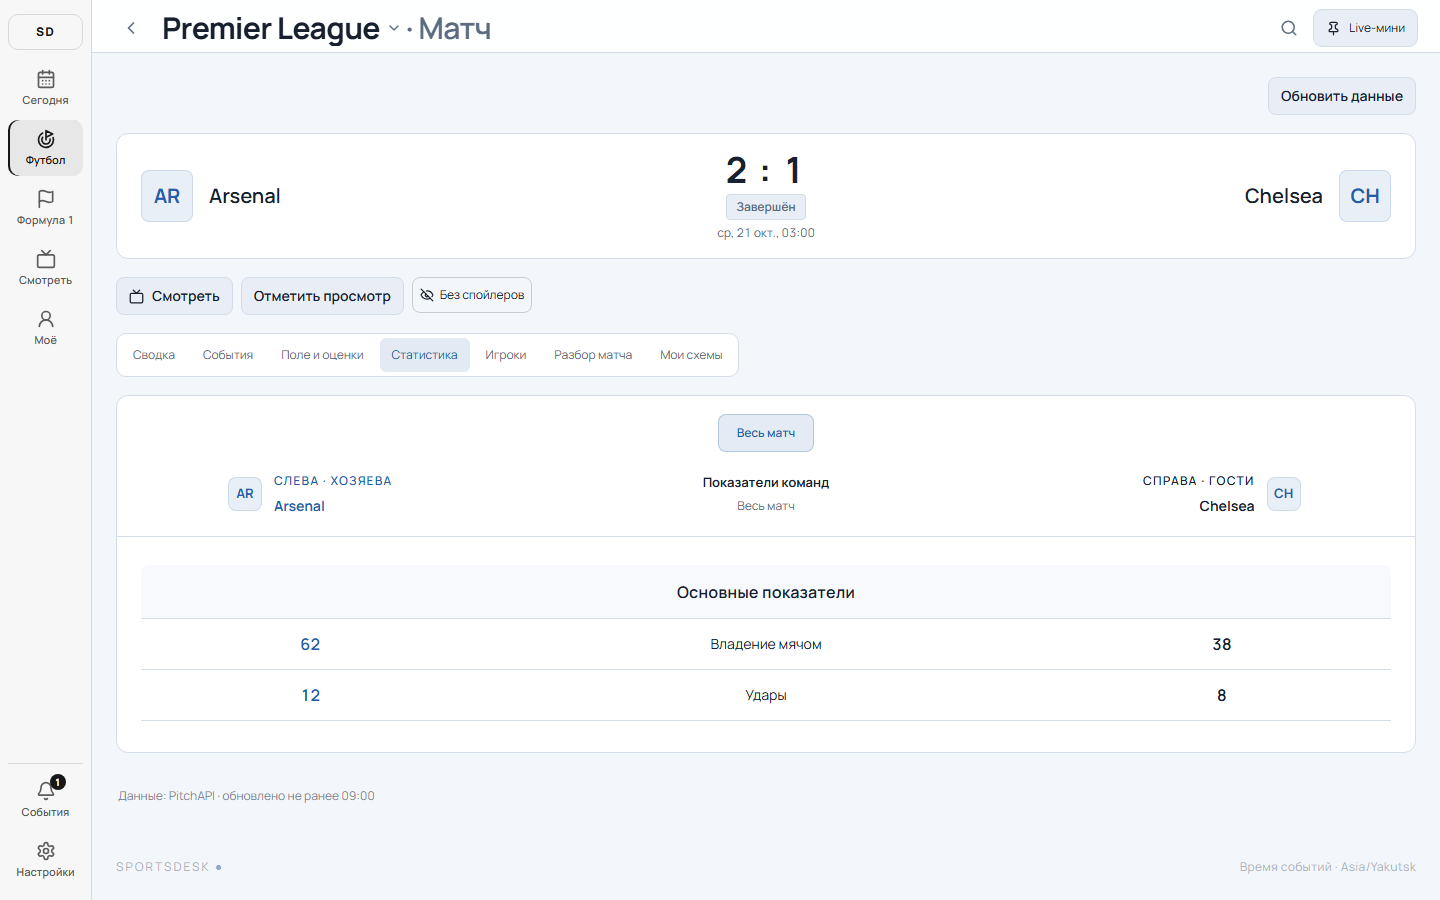 SD
Сегодня
Футбол
Формула 1
Смотреть
Моё
1
События
Настройки
Premier League · Матч
Live-мини
Обновить данные
AR Arsenal
2 : 1
Завершён
ср, 21 окт., 03:00
Chelsea CH
Смотреть
Отметить просмотр
Без спойлеров
Сводка События Поле и оценки Статистика Игроки Разбор матча Мои схемы
Весь матч
AR
СЛЕВА · ХОЗЯЕВА
Arsenal
Показатели команд
Весь матч
СПРАВА · ГОСТИ
Chelsea
CH
Основные показатели
62 Владение мячом 38
12 Удары 8
Данные: PitchAPI · обновлено не ранее 09:00
SPORTSDESK
Время событий · Asia/Yakutsk